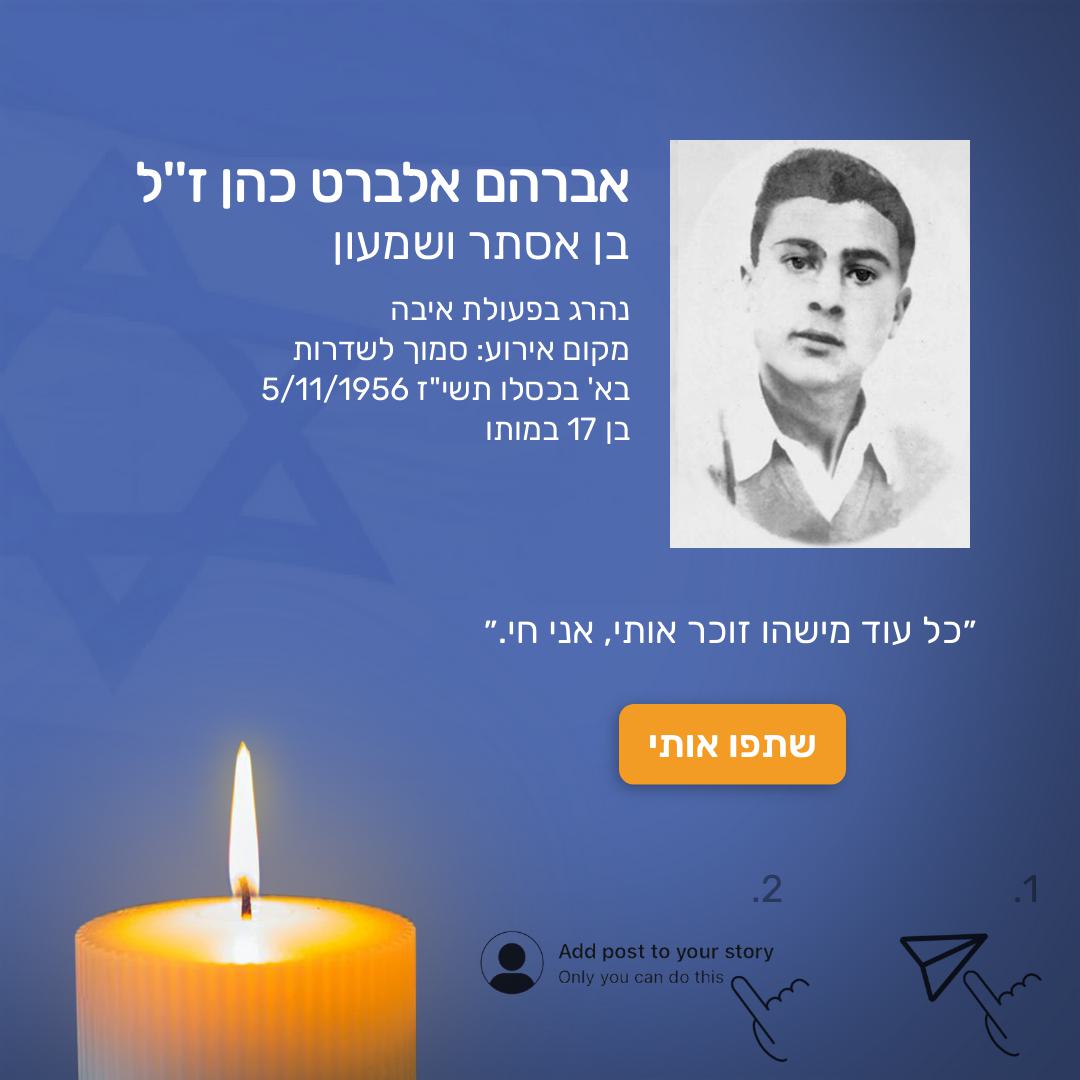 אברהם אלברט כהן ז"ל
בן אסתר ושמעון
נהרג בפעולת איבה
מקום אירוע: סמוך לשדרות
בא' בכסלו תשי"ז 5/11/1956
בן 17 במותו
"כל עוד מישהו זוכר אותי, אני חי."
שתפו אותי
1.
2.
Add post to your story
Only you can do this